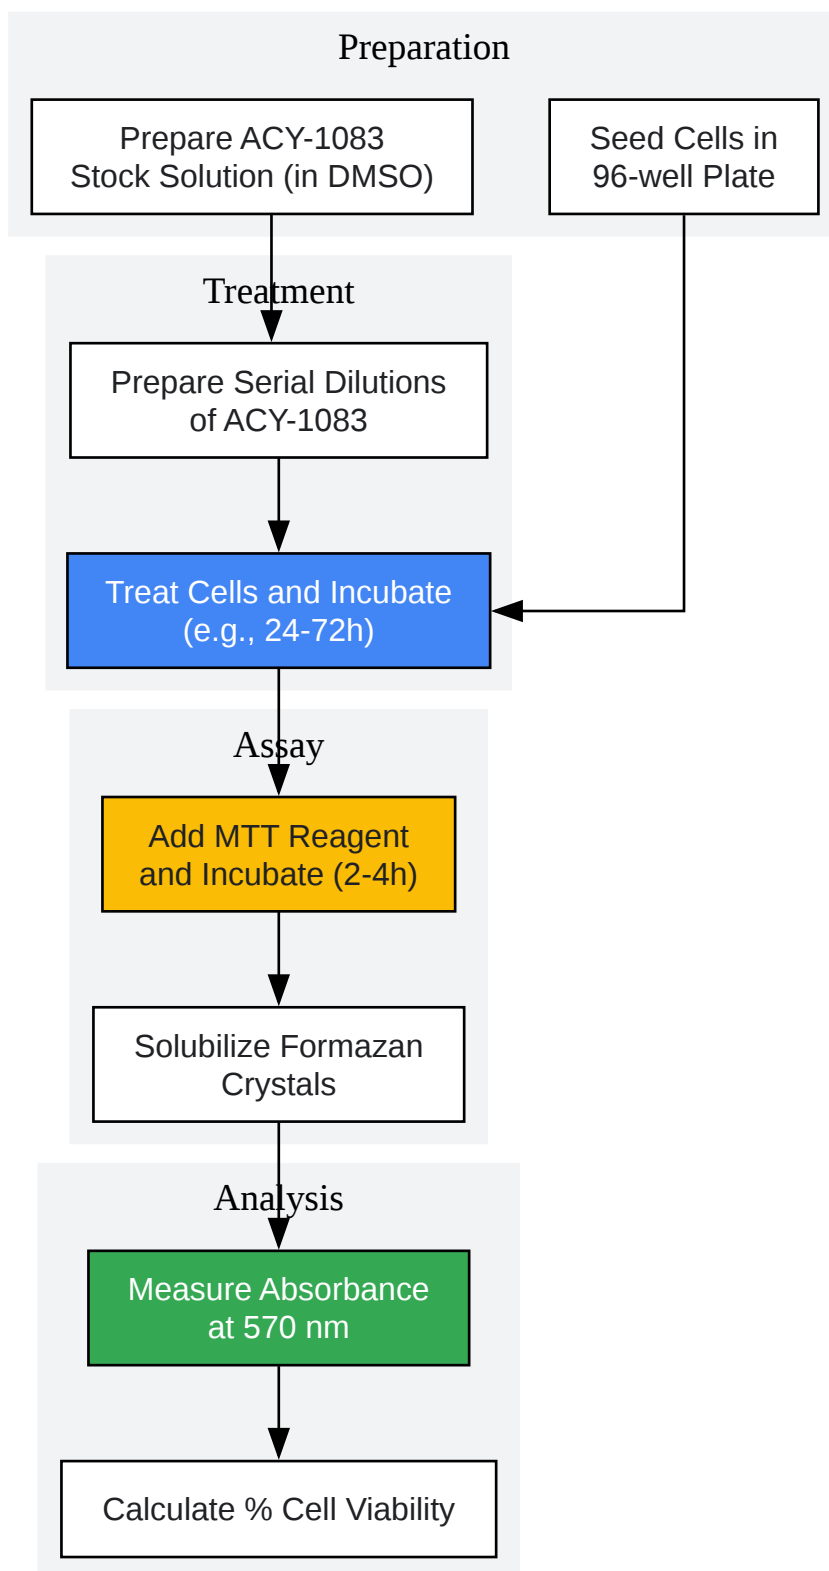 Preparation
Prepare ACY-1083
Stock Solution (in DMSO)
Seed Cells in
96-well Plate
Treatment
Prepare Serial Dilutions
of ACY-1083
Treat Cells and Incubate
(e.g., 24-72h)
Assay
Add MTT Reagent
and Incubate (2-4h)
Solubilize Formazan
Crystals
Analysis
Measure Absorbance
at 570 nm
Calculate % Cell Viability